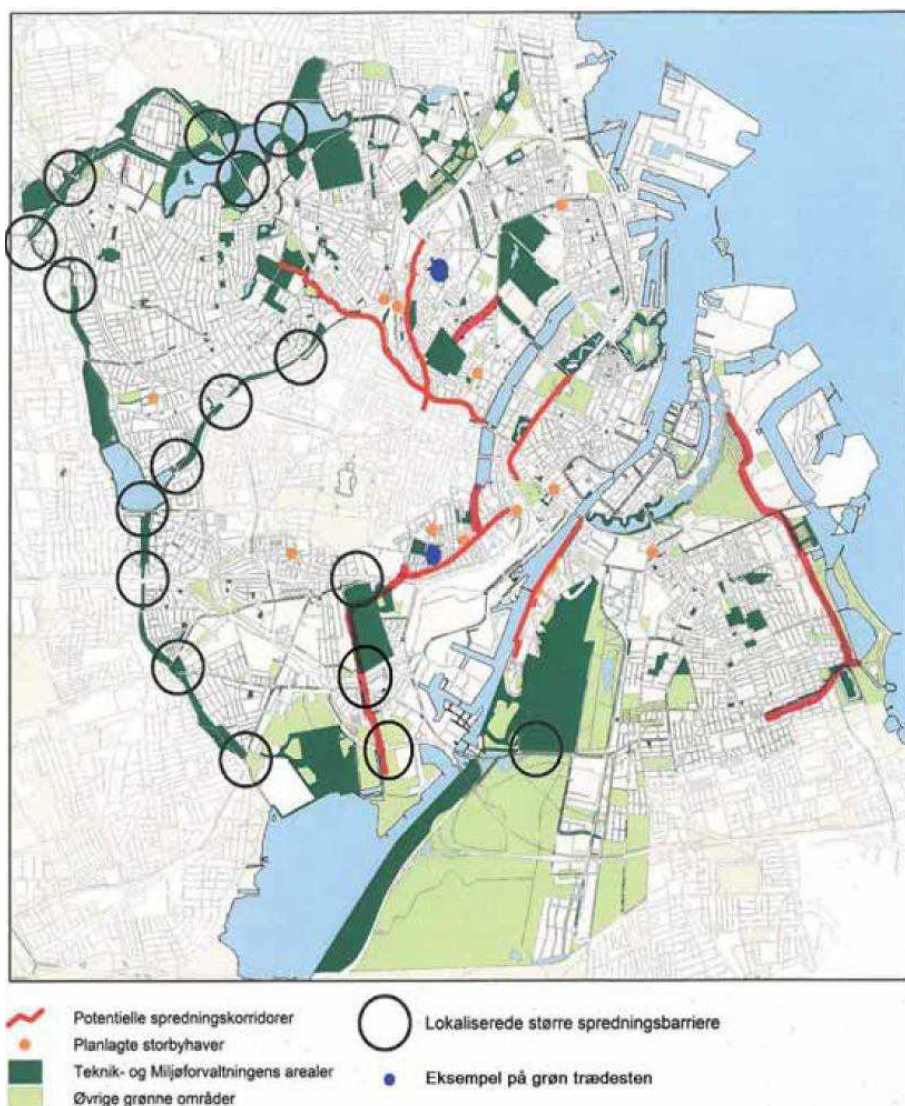 Potentielle spredningskorridorer
Planlagte storbyhaver
Teknik- og Miljøforvaltningens arealer
Øvrige grønne områder
Lokaliserede større spredningsbarriere
Eksempel på grøn trædesten